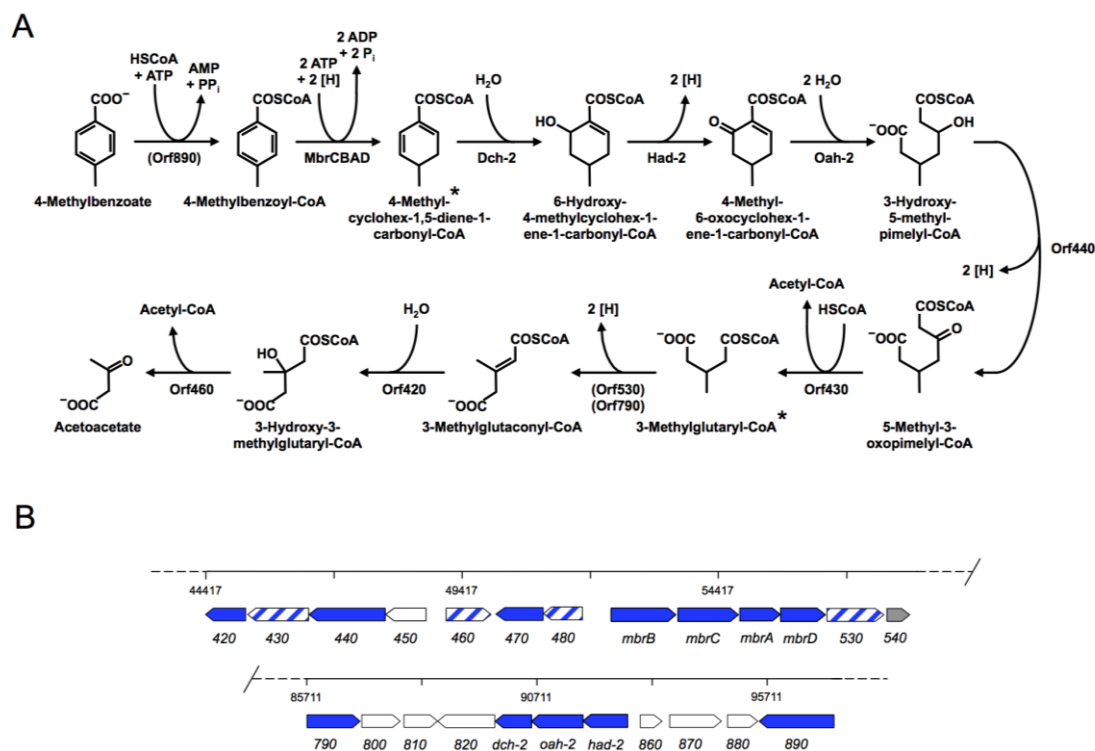 A
HSCoA
+ ATP
AMP
+ PPi
2 ATP
+ 2 [H]
2 ADP
+ 2 Pi
H2O
2 [H]
2 H2O
COO⁻
COSCoA
COSCoA
COSCoA
HO
COSCoA
O
COSCoA
⁻OOC
OH
(Orf890)
MbrCBAD
Dch-2
Had-2
Oah-2
4-Methylbenzoate
4-Methylbenzoyl-CoA
4-Methyl-*
cyclohex-1,5-diene-1-
carbonyl-CoA
6-Hydroxy-
4-methylcyclohex-1-
ene-1-carbonyl-CoA
4-Methyl-
6-oxocyclohex-1-
ene-1-carbonyl-CoA
3-Hydroxy-
5-methyl-
pimelyl-CoA
Orf440
2 [H]
Acetyl-CoA
H2O
2 [H]
Acetyl-CoA
HSCoA
COSCoA
O
⁻OOC
O
⁻OOC
HO
COSCoA
⁻OOC
COSCoA
⁻OOC
⁻OOC
COSCoA
Orf460
Orf420
(Orf530)
(Orf790)
Orf430
Acetoacetate
3-Hydroxy-3-
methylglutaryl-CoA
3-Methylglutaconyl-CoA
3-Methylglutaryl-CoA*
5-Methyl-3-
oxopimelyl-CoA
B
44417 49417 54417
420 430 440 450 460 470 480 mbrB mbrC mbrA mbrD 530 540
85711 90711 95711
790 800 810 820 dch-2 oah-2 had-2 860 870 880 890